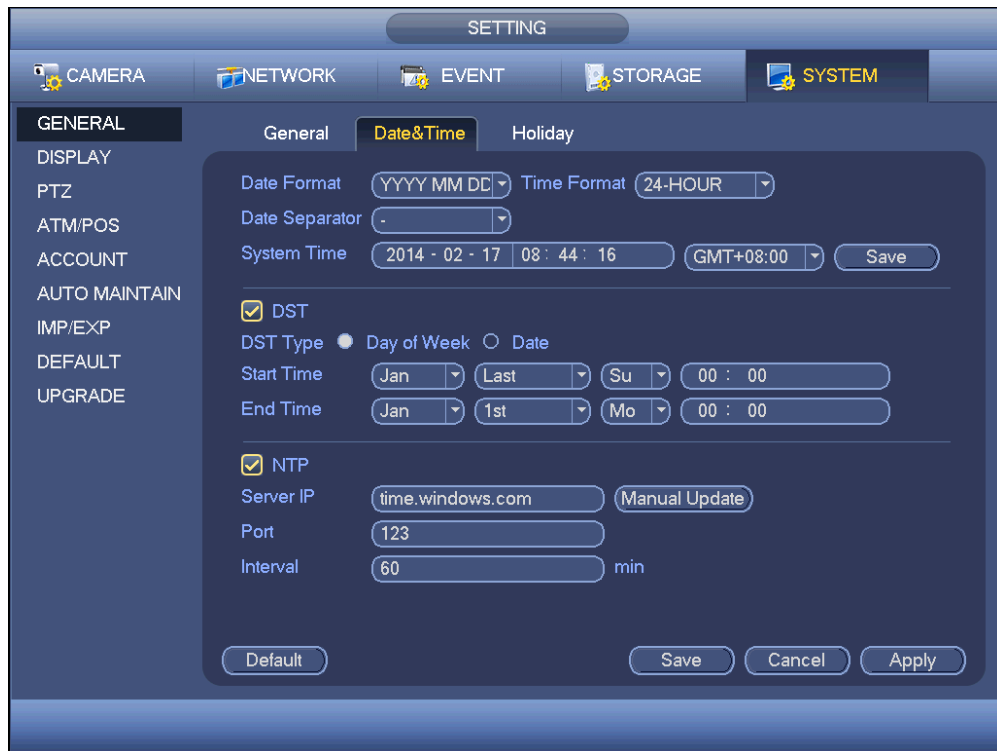 SETTING
CAMERA NETWORK EVENT STORAGE SYSTEM
GENERAL
DISPLAY
PTZ
ATM/POS
ACCOUNT
AUTO MAINTAIN
IMP/EXP
DEFAULT
UPGRADE
General Date&Time Holiday
Date Format YYYY MM DD Time Format 24-HOUR
Date Separator -
System Time 2014 - 02 - 17 08 : 44 : 16 GMT+08:00 Save
DST
DST Type Day of Week Date
Start Time Jan Last Su 00 : 00
End Time Jan 1st Mo 00 : 00
NTP
Server IP time.windows.com Manual Update
Port 123
Interval 60 min
Default Save Cancel Apply